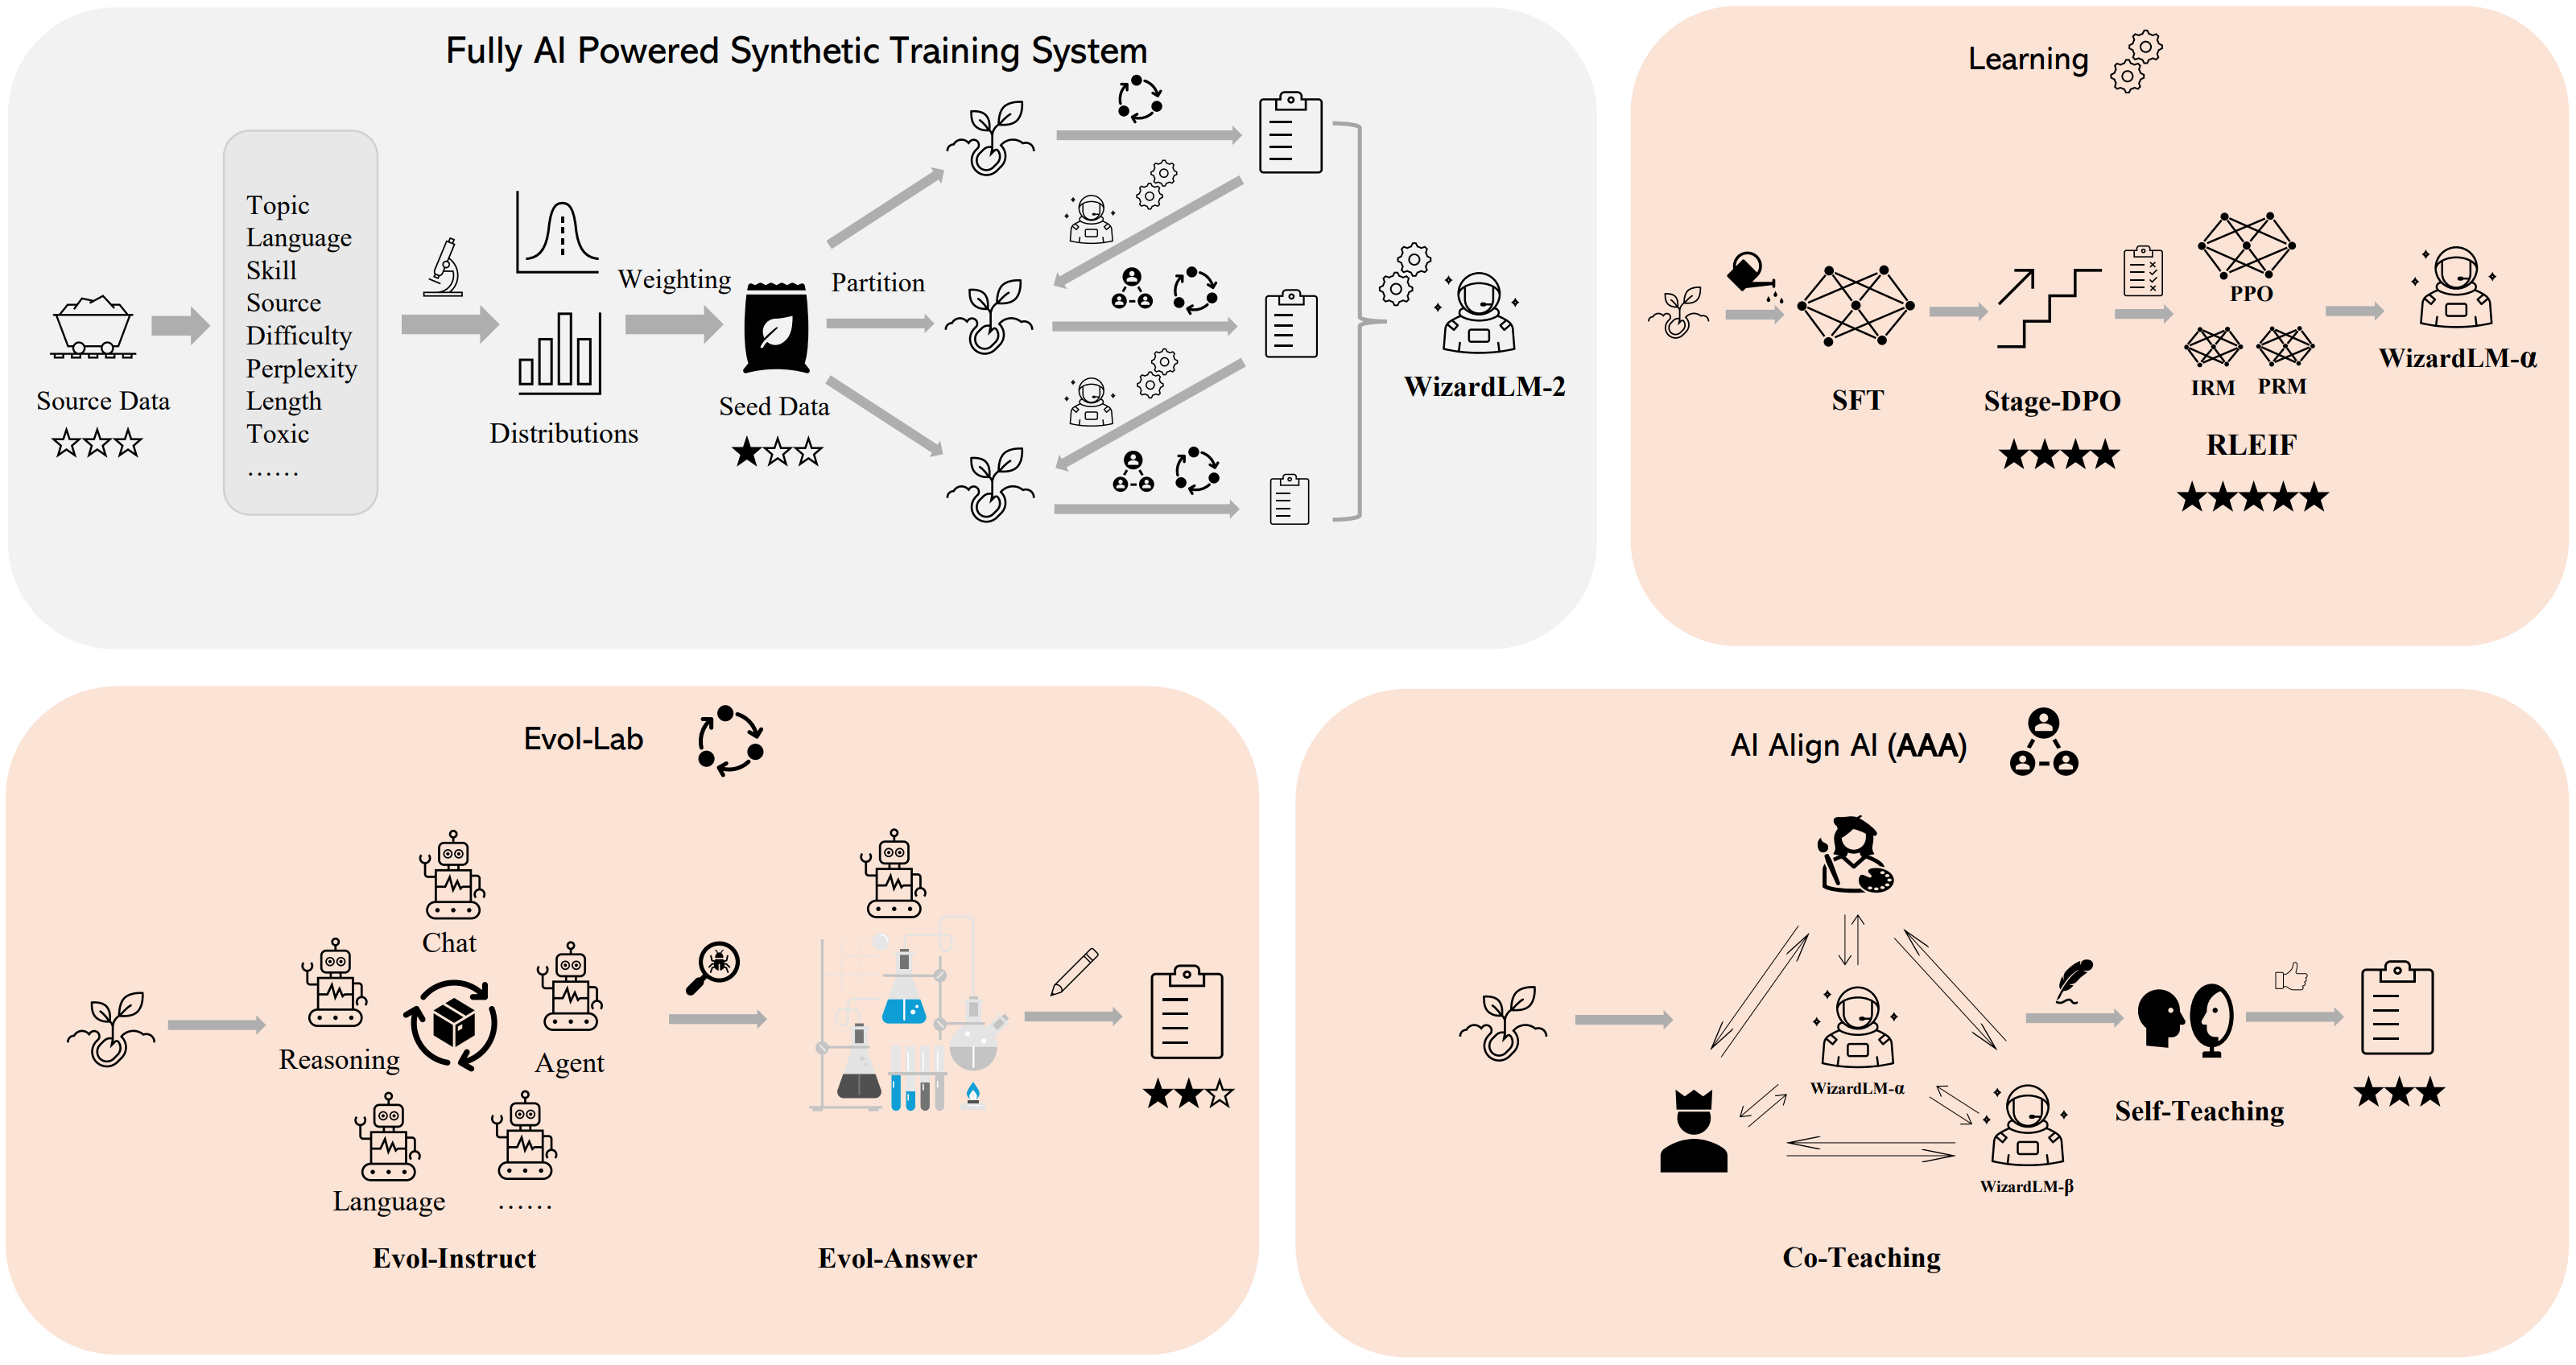 Fully AI Powered Synthetic Training System
Source Data
Topic
Language
Skill
Source
Difficulty
Perplexity
Length
Toxic
……
Distributions
Weighting
Seed Data
Partition
WizardLM-2
Learning
SFT
Stage-DPO
PPO
IRM
PRM
RLEIF
WizardLM-α
Evol-Lab
Chat
Reasoning
Agent
Language
……
Evol-Instruct
Evol-Answer
AI Align AI (AAA)
WizardLM-α
WizardLM-β
Co-Teaching
Self-Teaching